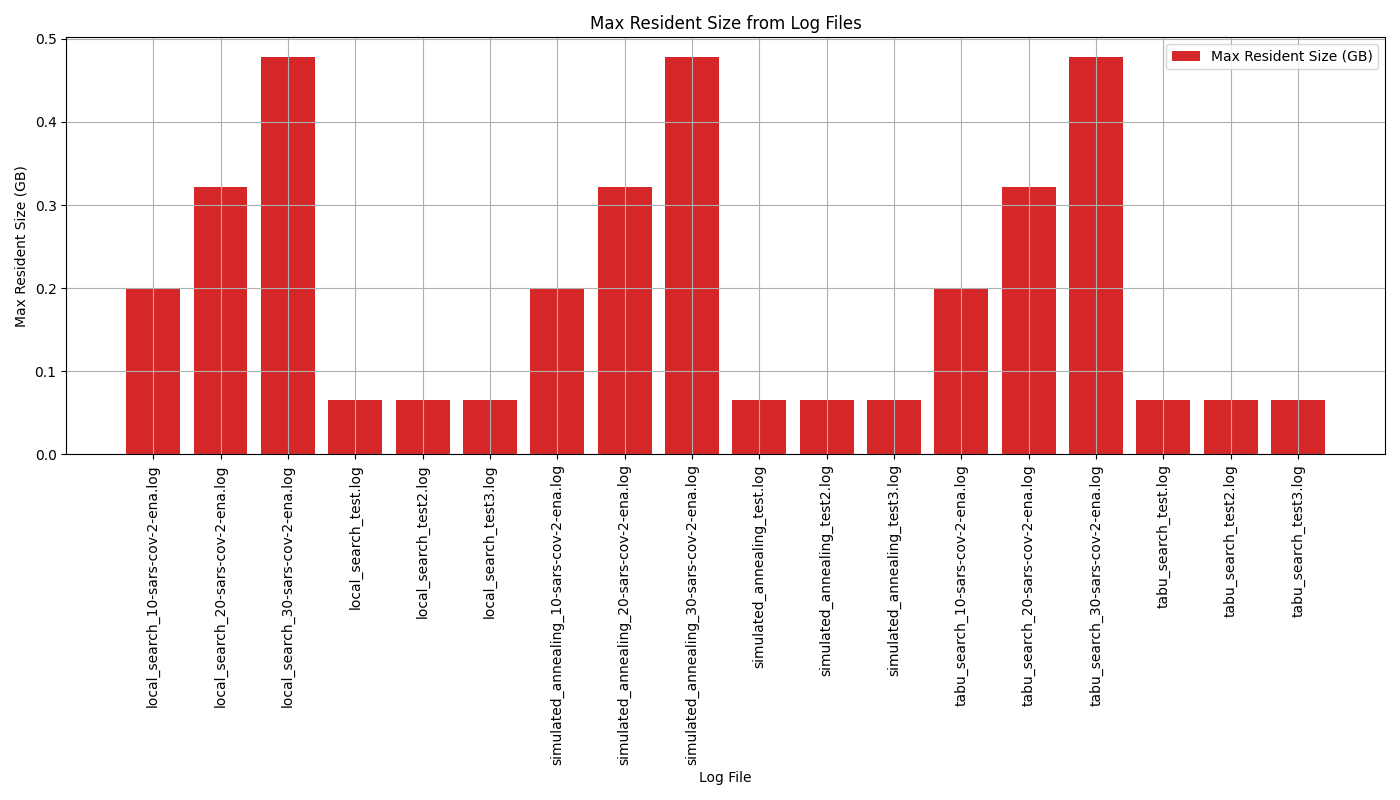 Max Resident Size from Log Files
Max Resident Size (GB)
Max Resident Size (GB)
0.5
0.4
0.3
0.2
0.1
0.0
local_search_10-sars-cov-2-ena.log
local_search_20-sars-cov-2-ena.log
local_search_30-sars-cov-2-ena.log
local_search_test.log
local_search_test2.log
local_search_test3.log
simulated_annealing_10-sars-cov-2-ena.log
simulated_annealing_20-sars-cov-2-ena.log
simulated_annealing_30-sars-cov-2-ena.log
simulated_annealing_test.log
simulated_annealing_test2.log
simulated_annealing_test3.log
tabu_search_10-sars-cov-2-ena.log
tabu_search_20-sars-cov-2-ena.log
tabu_search_30-sars-cov-2-ena.log
tabu_search_test.log
tabu_search_test2.log
tabu_search_test3.log
Log File